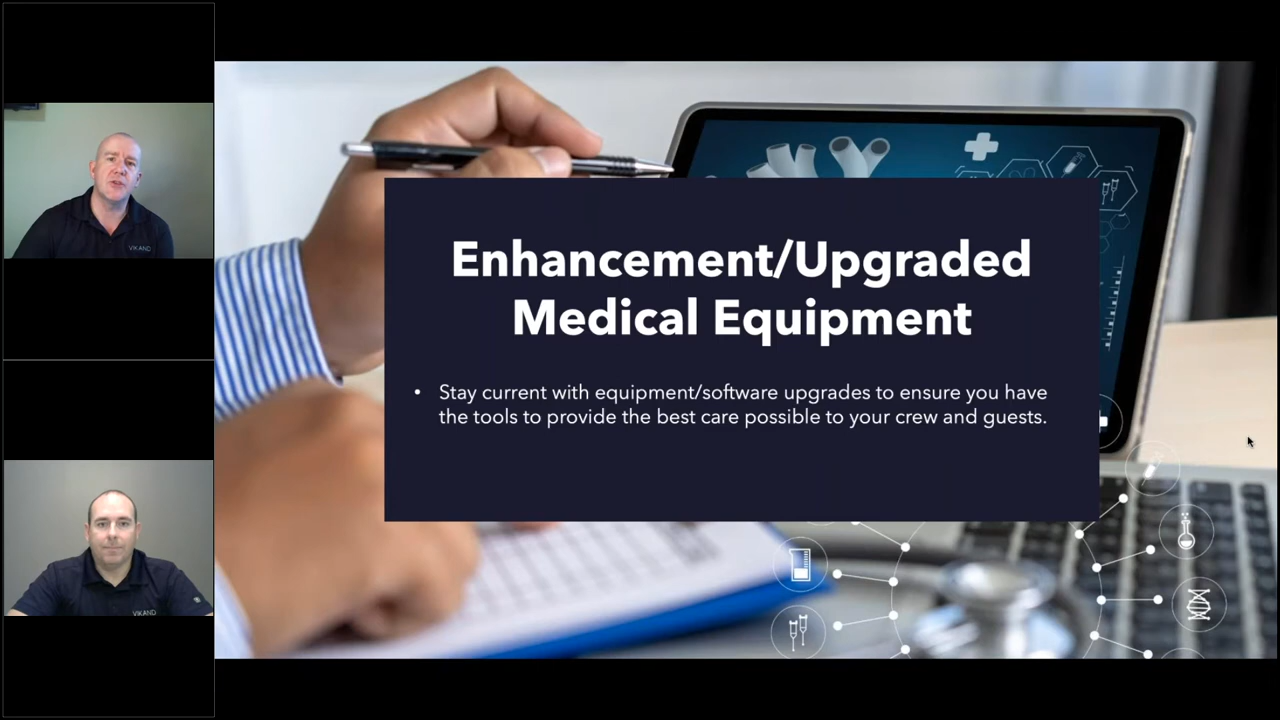 VIKAND
VIKAND
Enhancement/Upgraded
Medical Equipment
• Stay current with equipment/software upgrades to ensure you have
the tools to provide the best care possible to your crew and guests.